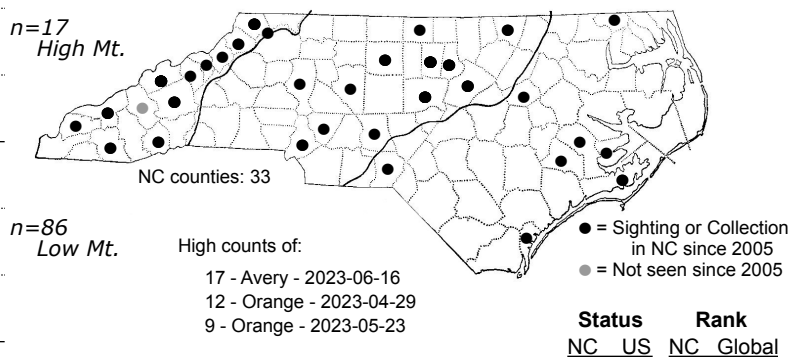 n=17
High Mt.
NC counties: 33
n=86
Low Mt.
High counts of:
17 - Avery - 2023-06-16
12 - Orange - 2023-04-29
9 - Orange - 2023-05-23
= Sighting or Collection
in NC since 2005
= Not seen since 2005
Status Rank
NC US NC Global